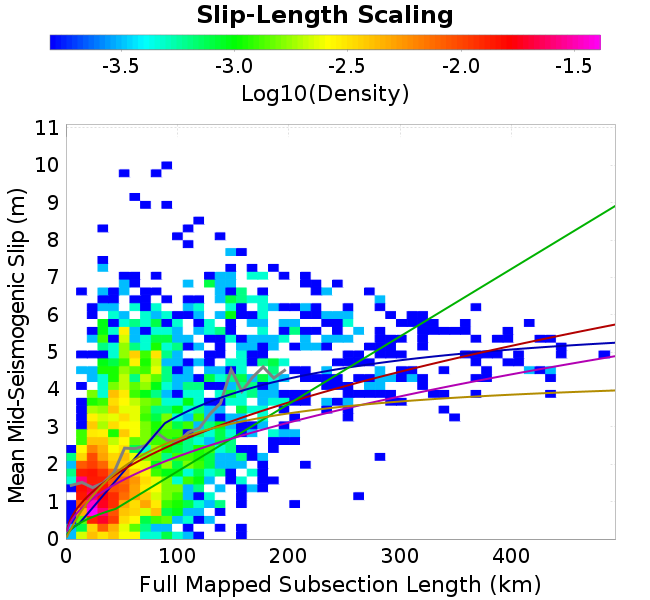 Slip-Length Scaling
-3.5 -3.0 -2.5 -2.0 -1.5
Log10(Density)
11
10
9
8
7
6
5
4
3
2
1
0
Mean Mid-Seismogenic Slip (m)
0 100 200 300 400
Full Mapped Subsection Length (km)